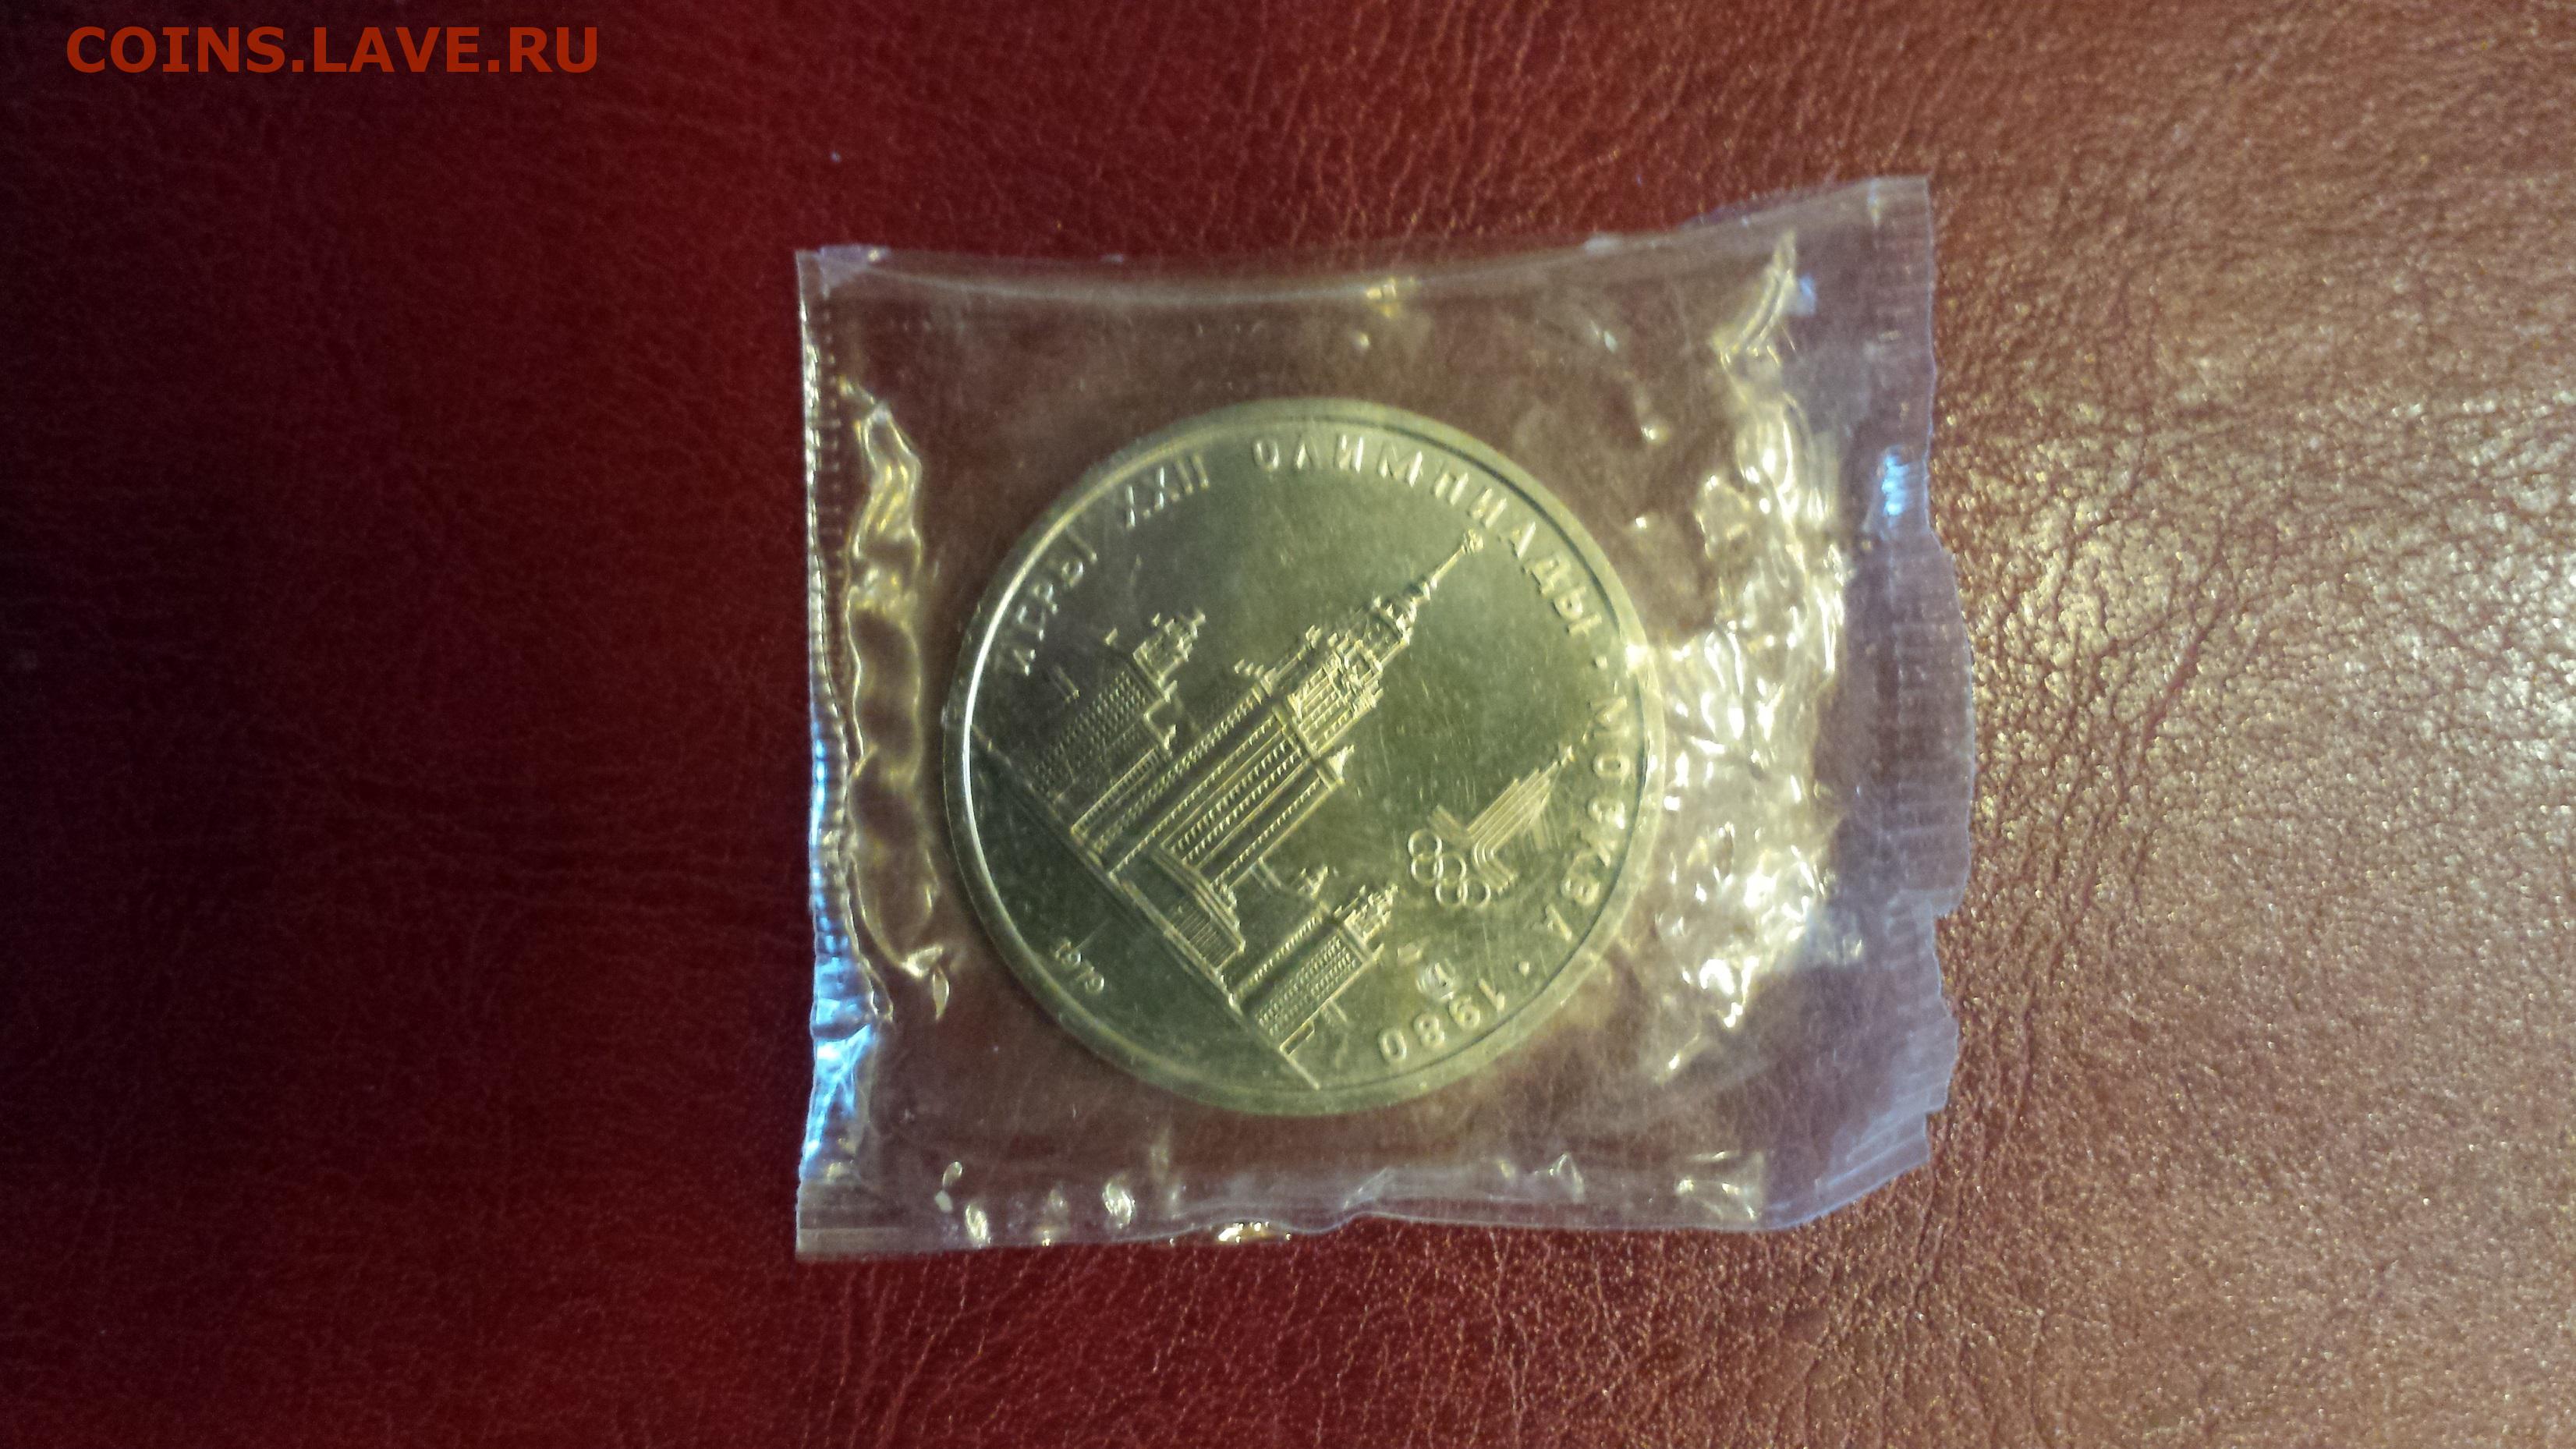 COINS.LAVE.RU
ИГРЫ XXII ОЛИМПИАДЫ · МОСКВА · 1980
1979